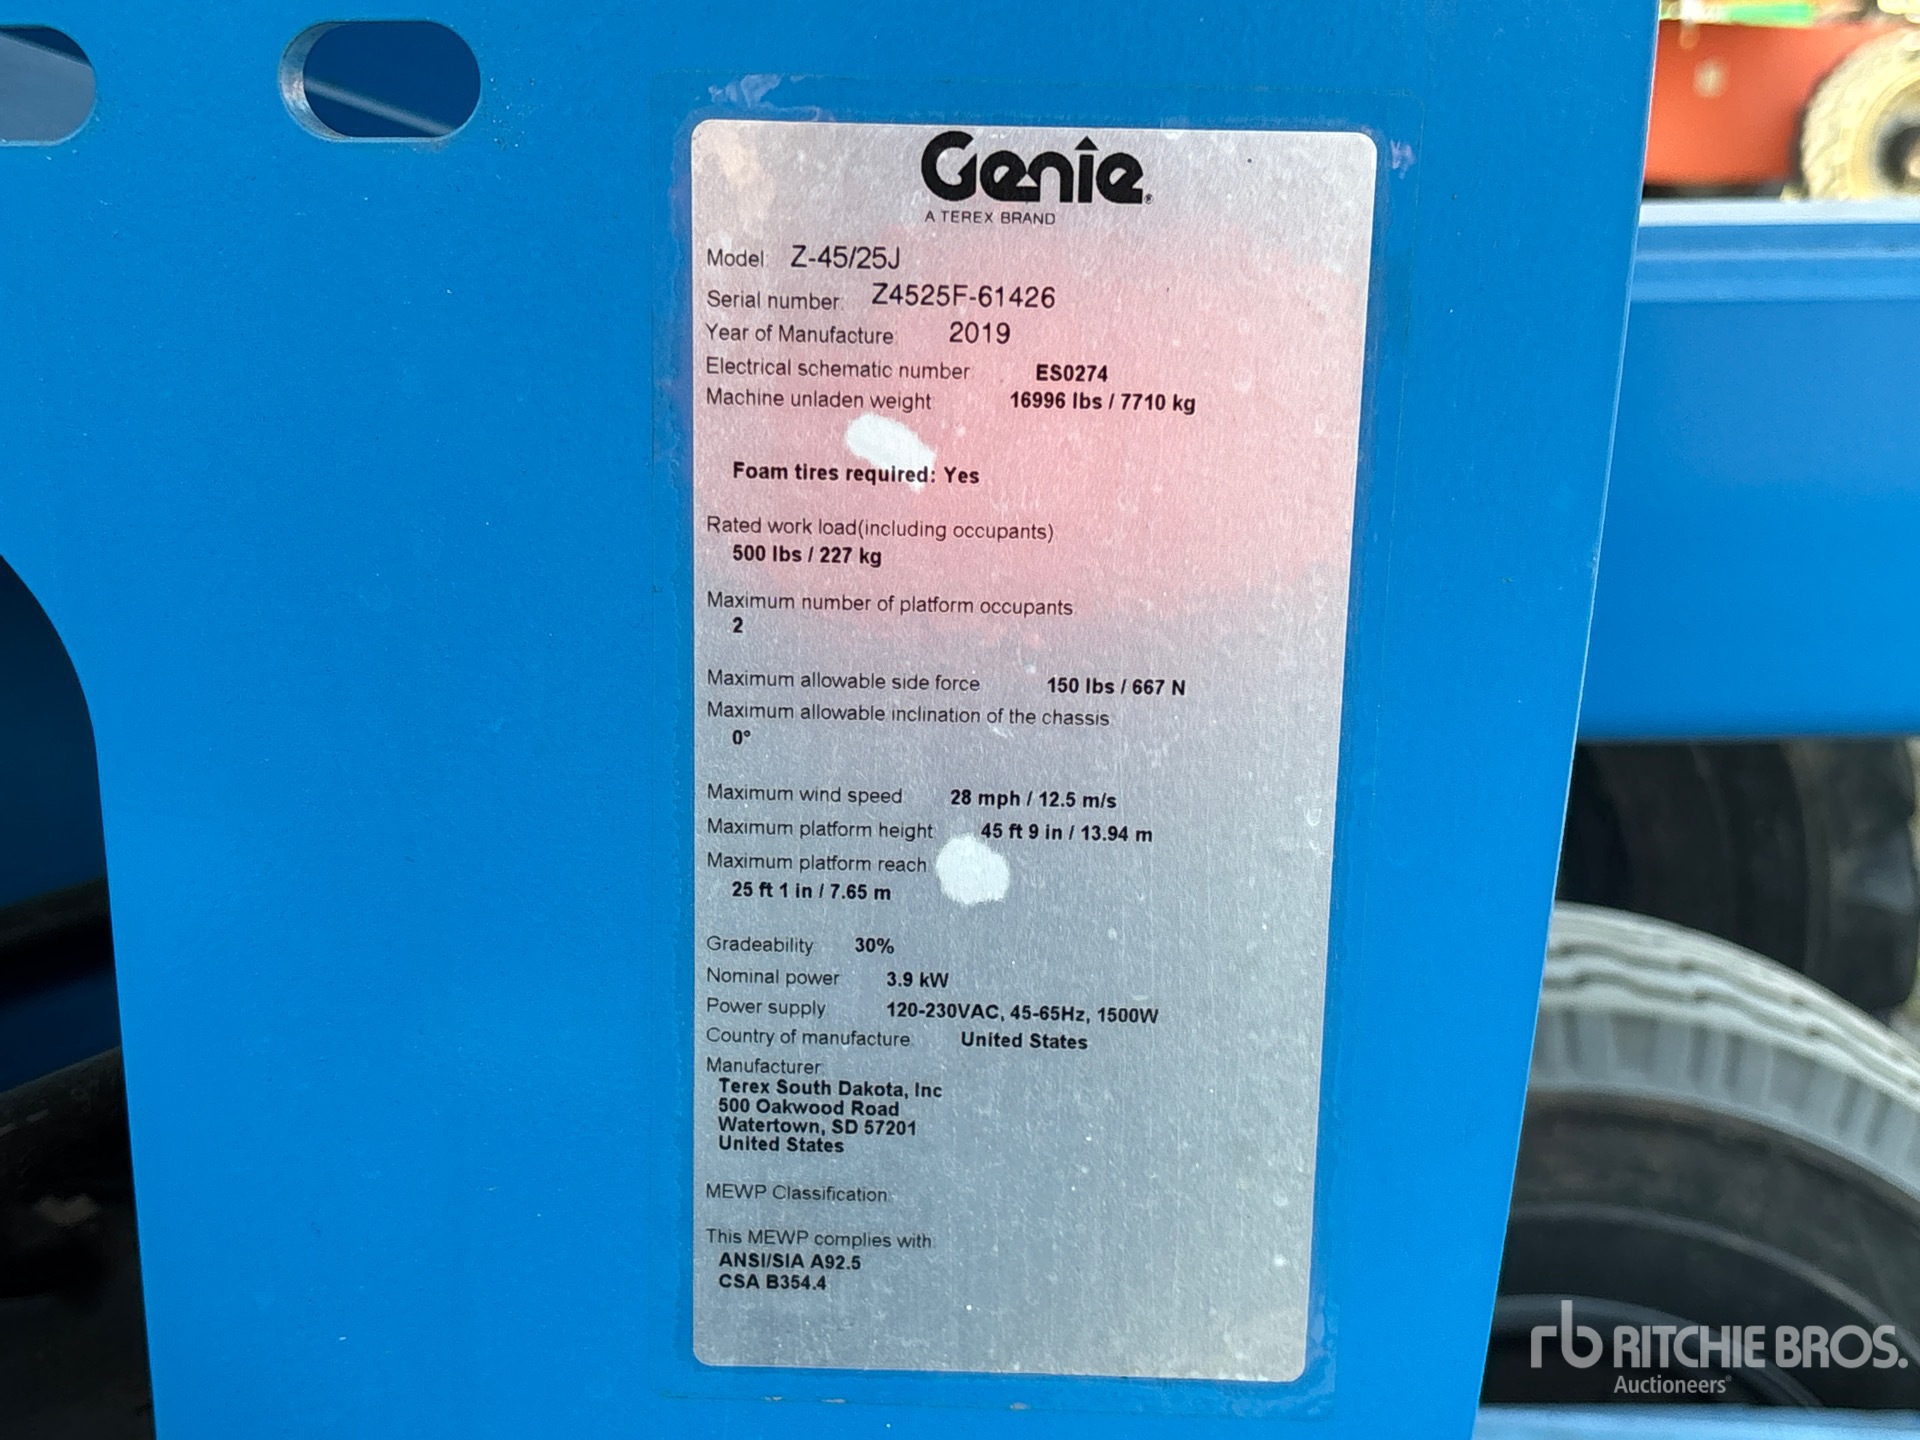 Genie®
A TEREX BRAND
Model: Z-45/25J
Serial number: Z4525F-61426
Year of Manufacture: 2019
Electrical schematic number: ES0274
Machine unladen weight: 16996 lbs / 7710 kg
Foam tires required: Yes
Rated work load(including occupants)
500 lbs / 227 kg
Maximum number of platform occupants
2
Maximum allowable side force 150 lbs / 667 N
Maximum allowable inclination of the chassis:
0°
Maximum wind speed: 28 mph / 12.5 m/s
Maximum platform height: 45 ft 9 in / 13.94 m
Maximum platform reach:
25 ft 1 in / 7.65 m
Gradeability: 30%
Nominal power 3.9 kW
Power supply: 120-230VAC, 45-65Hz, 1500W
Country of manufacture: United States
Manufacturer:
Terex South Dakota, Inc
500 Oakwood Road
Watertown, SD 57201
United States
MEWP Classification:
This MEWP complies with:
ANSI/SIA A92.5
CSA B354.4
rb RITCHIE BROS.
Auctioneers®